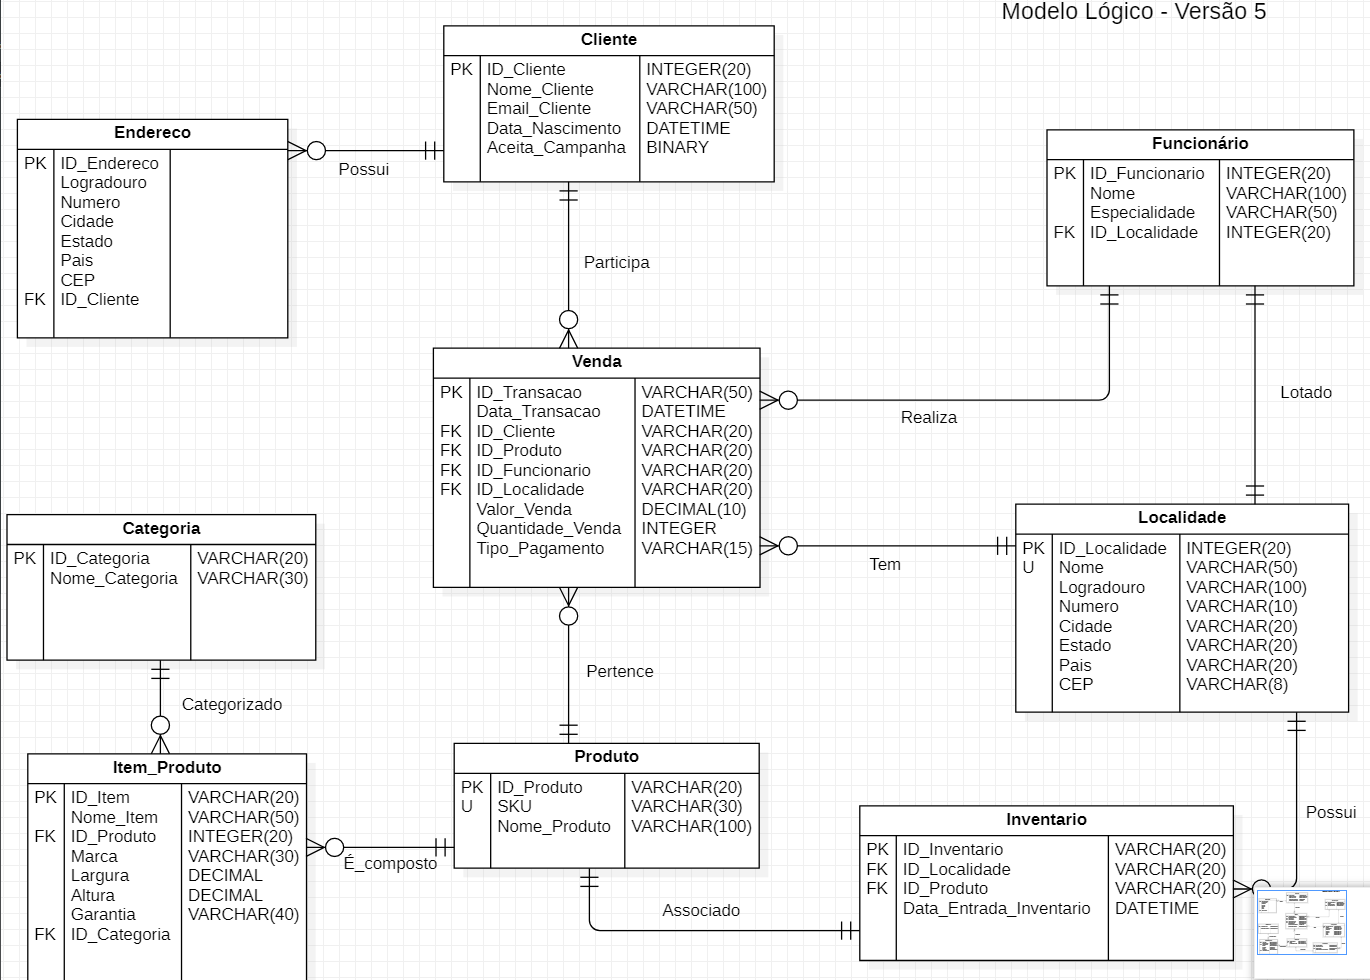 Modelo Lógico - Versão 5
Cliente
PK ID_Cliente INTEGER(20)
Nome_Cliente VARCHAR(100)
Email_Cliente VARCHAR(50)
Data_Nascimento DATETIME
Aceita_Campanha BINARY
Endereco
PK ID_Endereco
Logradouro
Numero
Cidade
Estado
Pais
CEP
FK ID_Cliente
Possui
Funcionário
PK ID_Funcionario INTEGER(20)
Nome VARCHAR(100)
Especialidade VARCHAR(50)
FK ID_Localidade INTEGER(20)
Participa
Venda
PK ID_Transacao VARCHAR(50)
Data_Transacao DATETIME
FK ID_Cliente VARCHAR(20)
FK ID_Produto VARCHAR(20)
FK ID_Funcionario VARCHAR(20)
FK ID_Localidade VARCHAR(20)
Valor_Venda DECIMAL(10)
Quantidade_Venda INTEGER
Tipo_Pagamento VARCHAR(15)
Realiza
Lotado
Tem
Categoria
PK ID_Categoria VARCHAR(20)
Nome_Categoria VARCHAR(30)
Localidade
PK ID_Localidade INTEGER(20)
U Nome VARCHAR(50)
Logradouro VARCHAR(100)
Numero VARCHAR(10)
Cidade VARCHAR(20)
Estado VARCHAR(20)
Pais VARCHAR(20)
CEP VARCHAR(8)
Categorizado
Pertence
Item_Produto
PK ID_Item VARCHAR(20)
Nome_Item VARCHAR(50)
FK ID_Produto INTEGER(20)
Marca VARCHAR(30)
Largura DECIMAL
Altura DECIMAL
Garantia VARCHAR(40)
FK ID_Categoria
É_composto
Produto
PK ID_Produto VARCHAR(20)
U SKU VARCHAR(30)
Nome_Produto VARCHAR(100)
Associado
Inventario
PK ID_Inventario VARCHAR(20)
FK ID_Localidade VARCHAR(20)
FK ID_Produto VARCHAR(20)
Data_Entrada_Inventario DATETIME
Possui